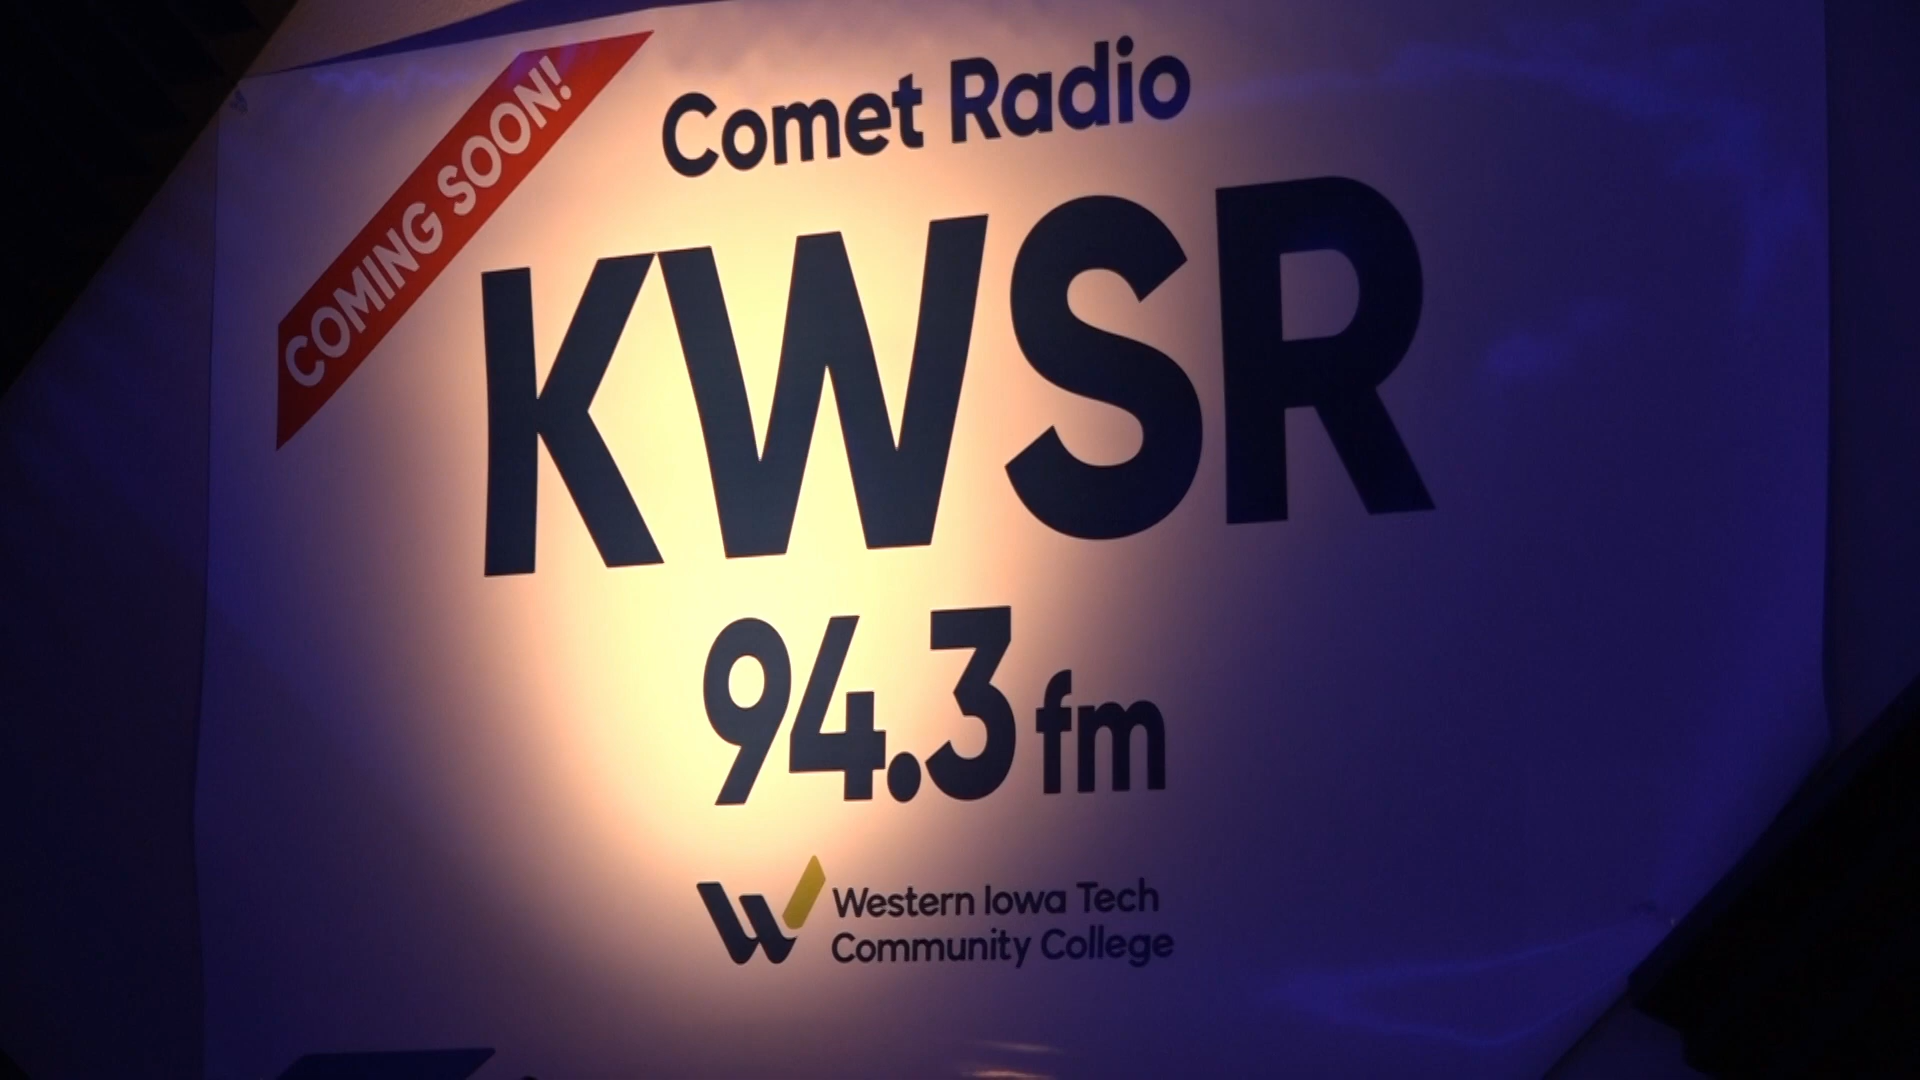 COMING SOON!
Comet Radio
KWSR
94.3 fm
Western Iowa Tech
Community College